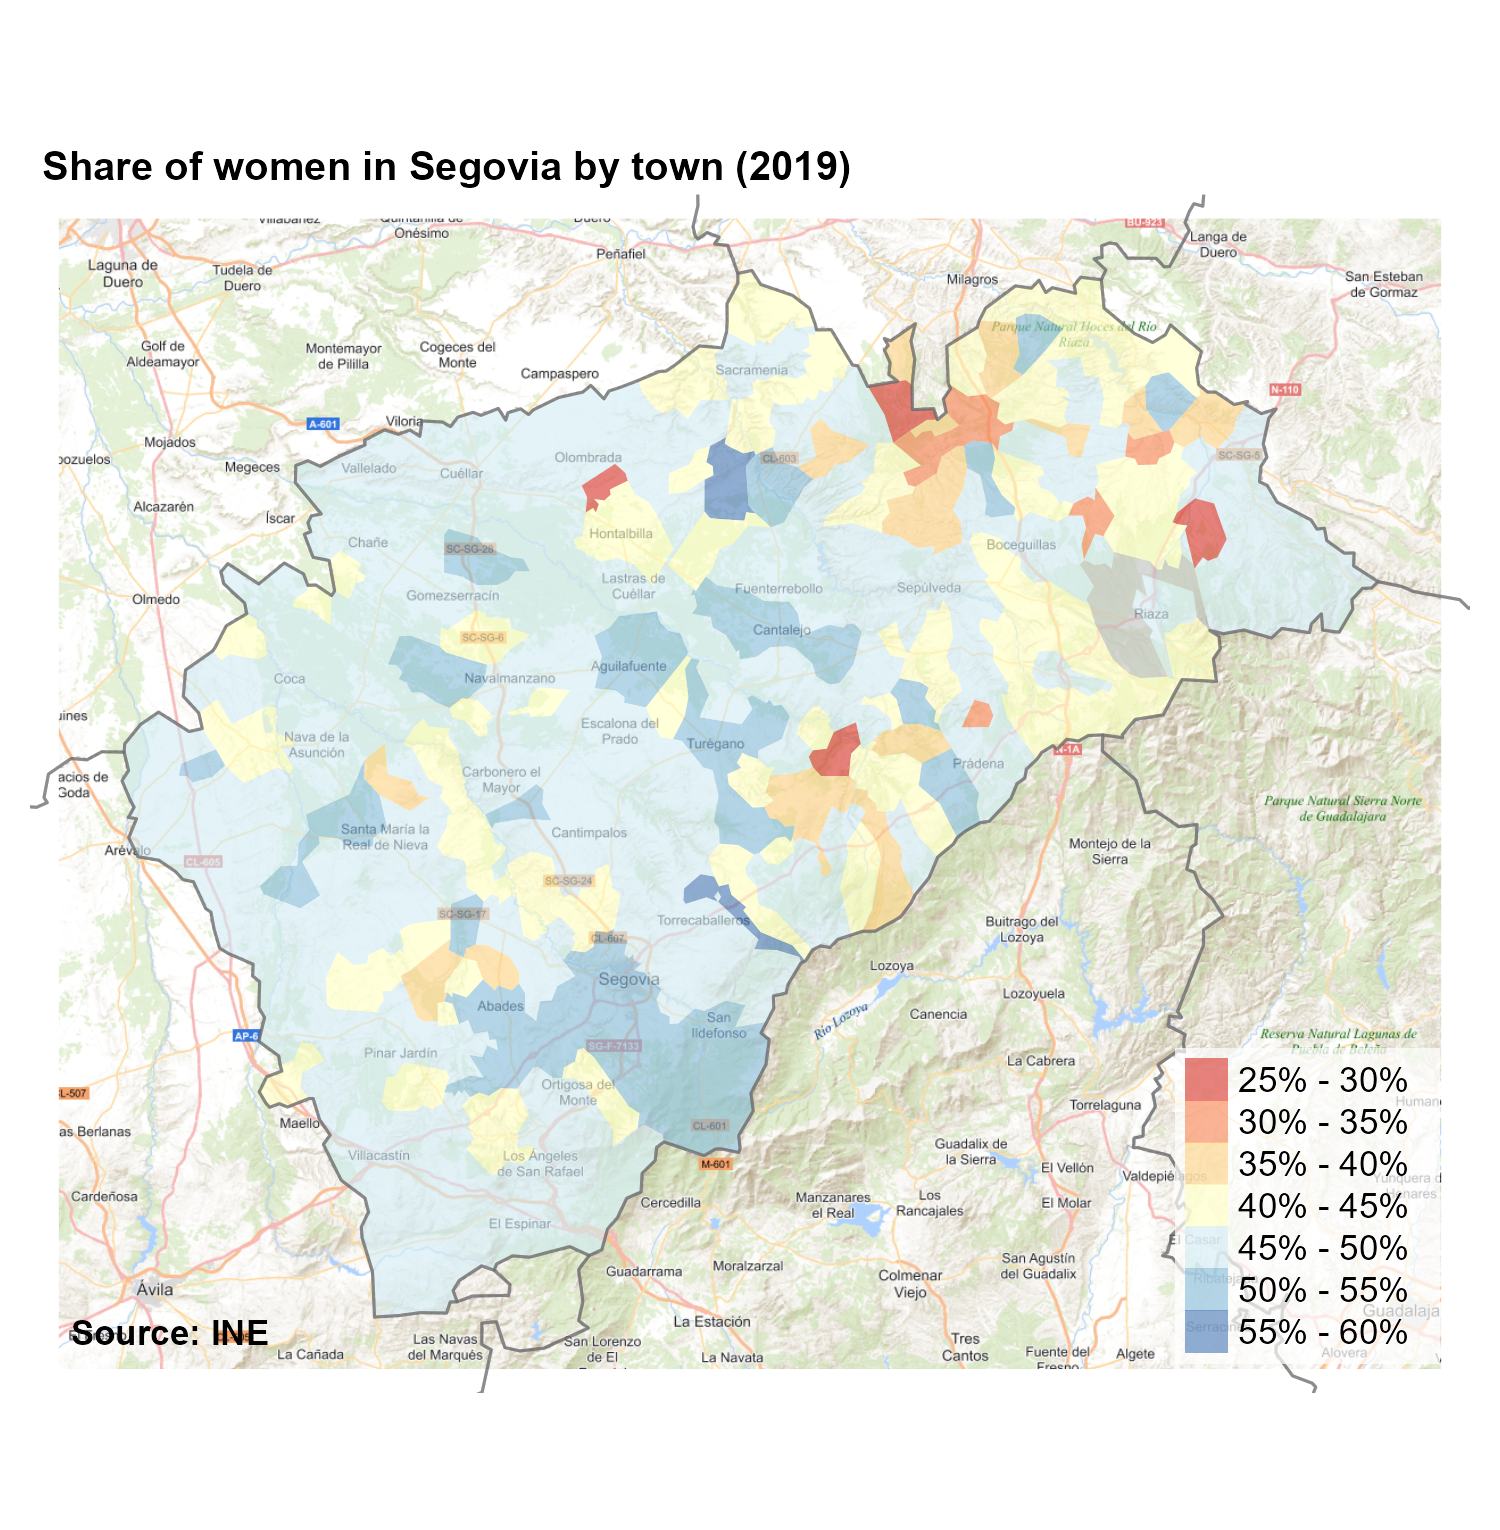 Share of women in Segovia by town (2019)
Quintanilla de
Onésimo
Duero
BU-923
Peñafiel
Langa de
Duero
Laguna de
Duero
Tudela de
Duero
Milagros
San Esteban
de Gormaz
Parque Natural Hoces del Río
Riaza
Golf de
Aldeamayor
Montemayor
de Pililla
Cogeces del
Monte
Campaspero
Sacramenia
N-110
A-601
Viloria
Mojados
Megeces
Vallelado
Cuéllar
Olombrada
CL-603
SC-SG-5
Alcazarén
Íscar
Hontalbilla
Chañe
SC-SG-28
Boceguillas
Olmedo
Gomezserracín
Lastras de
Cuéllar
Fuenterrebollo
Sepúlveda
Riaza
SC-SG-6
Cantalejo
Coca
Navalmanzano
Aguilafuente
Nava de la
Asunción
Escalona del
Prado
Turégano
N-1A
Prádena
Carbonero el
Mayor
Parque Natural Sierra Norte
de Guadalajara
Arévalo
Santa María la
Real de Nieva
Cantimpalos
Montejo de la
Sierra
CL-605
SC-SG-24
SC-SG-17
Torrecaballeros
Buitrago del
Lozoya
CL-607
Segovia
Lozoya
Abades
San
Ildefonso
Río Lozoya
Lozoyuela
Canencia
AP-6
SG-F-7133
Reserva Natural Lagunas de
Puebla de Beleña
Pinar Jardín
La Cabrera
Ortigosa del
Monte
Torrelaguna
Maello
CL-601
Villacastín
Los Ángeles
de San Rafael
M-601
Guadalix de
la Sierra
El Vellón
Cardeñosa
Cercedilla
Manzanares
el Real
Los
Rancajales
El Molar
El Espinar
Guadarrama
Moralzarzal
Colmenar
Viejo
San Agustín
del Guadalix
El Casar
Ávila
La Estación
Las Navas
del Marqués
San Lorenzo
de El
La Cañada
La Navata
Tres
Cantos
Fuente del
Fresno
Algete
Alovera
25% - 30%
30% - 35%
35% - 40%
40% - 45%
45% - 50%
50% - 55%
55% - 60%
Source: INE